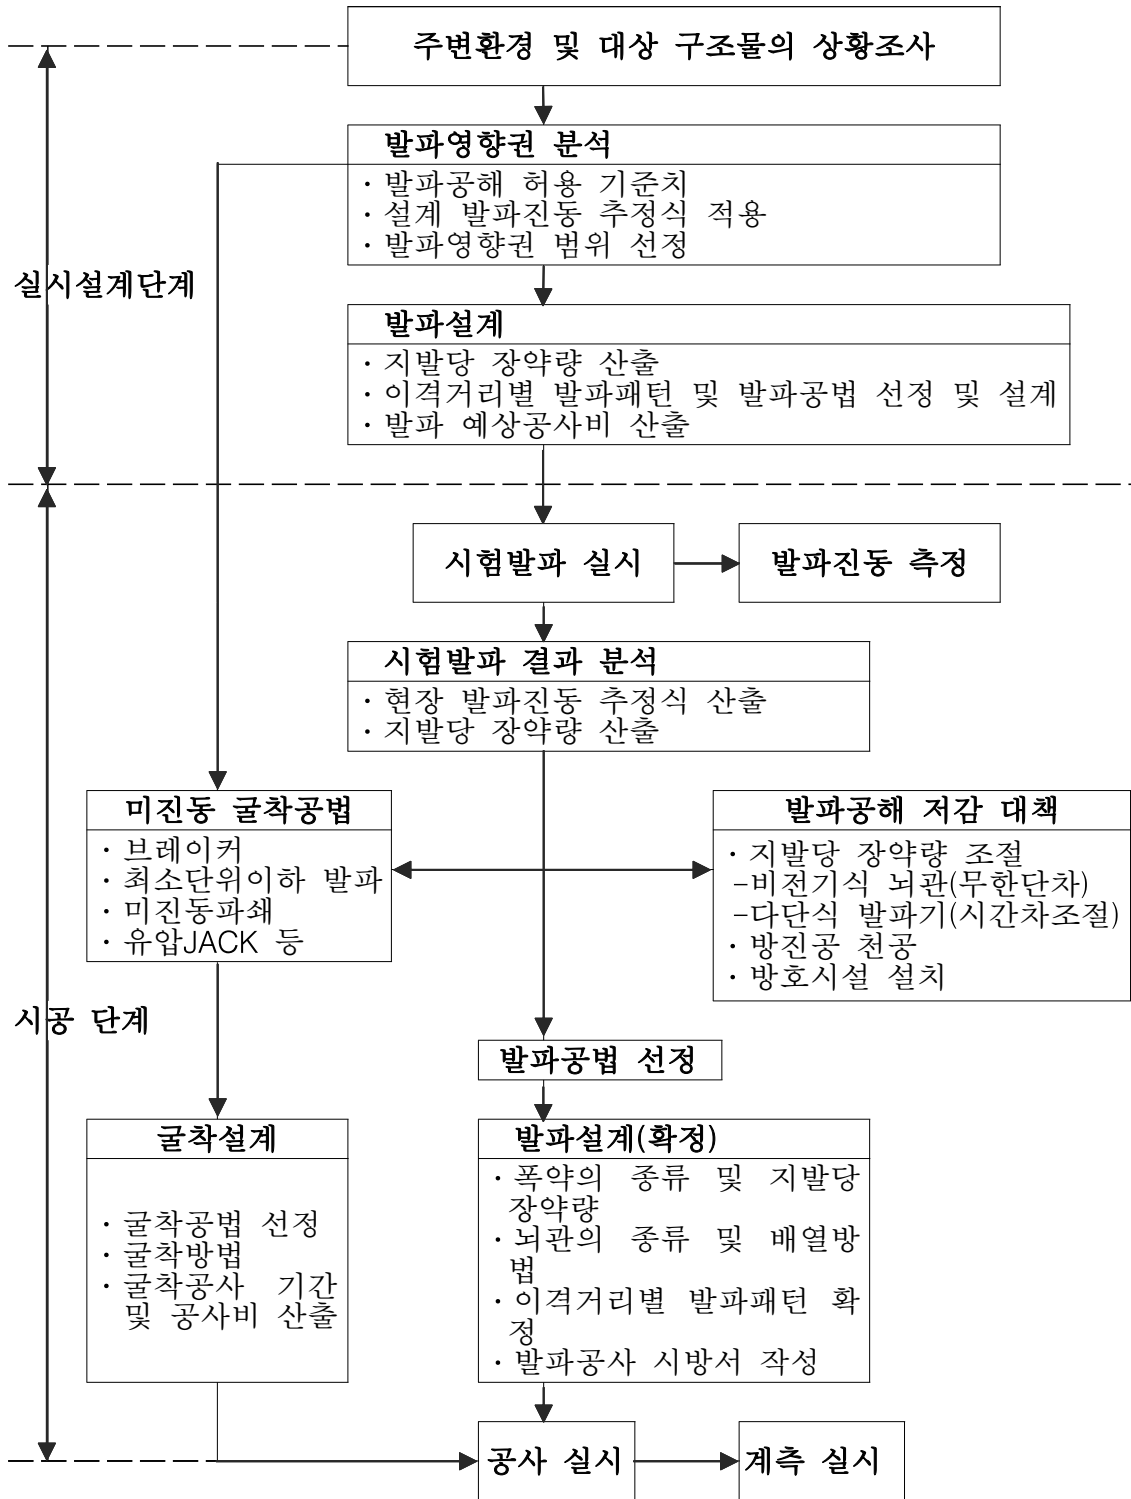 주변환경 및 대상 구조물의 상황조사
발파영향권 분석
· 발파공해 허용 기준치
· 설계 발파진동 추정식 적용
· 발파영향권 범위 선정
실시설계단계
발파설계
· 지발당 장약량 산출
· 이격거리별 발파패턴 및 발파공법 선정 및 설계
· 발파 예상공사비 산출
시험발파 실시
발파진동 측정
시험발파 결과 분석
· 현장 발파진동 추정식 산출
· 지발당 장약량 산출
미진동 굴착공법
· 브레이커
· 최소단위이하 발파
· 미진동파쇄
· 유압JACK 등
발파공해 저감 대책
· 지발당 장약량 조절
-비전기식 뇌관(무한단차)
-다단식 발파기(시간차조절)
· 방진공 천공
· 방호시설 설치
시공 단계
발파공법 선정
굴착설계
· 굴착공법 선정
· 굴착방법
· 굴착공사 기간
및 공사비 산출
발파설계(확정)
· 폭약의 종류 및 지발당
장약량
· 뇌관의 종류 및 배열방
법
· 이격거리별 발파패턴 확
정
· 발파공사 시방서 작성
공사 실시
계측 실시